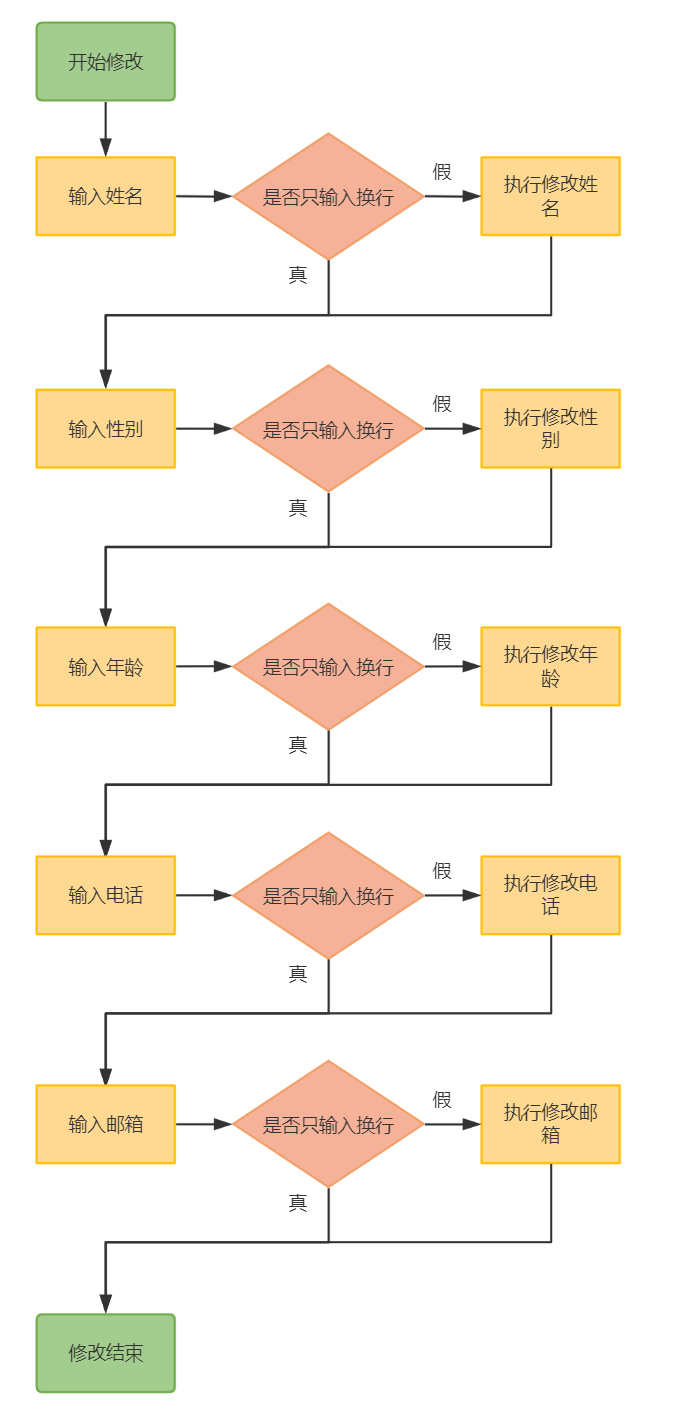 开始修改
输入姓名
是否只输入换行
假
执行修改姓
名
真
输入性别
是否只输入换行
假
执行修改性
别
真
输入年龄
是否只输入换行
假
执行修改年
龄
真
输入电话
是否只输入换行
假
执行修改电
话
真
输入邮箱
是否只输入换行
假
执行修改邮
箱
真
修改结束